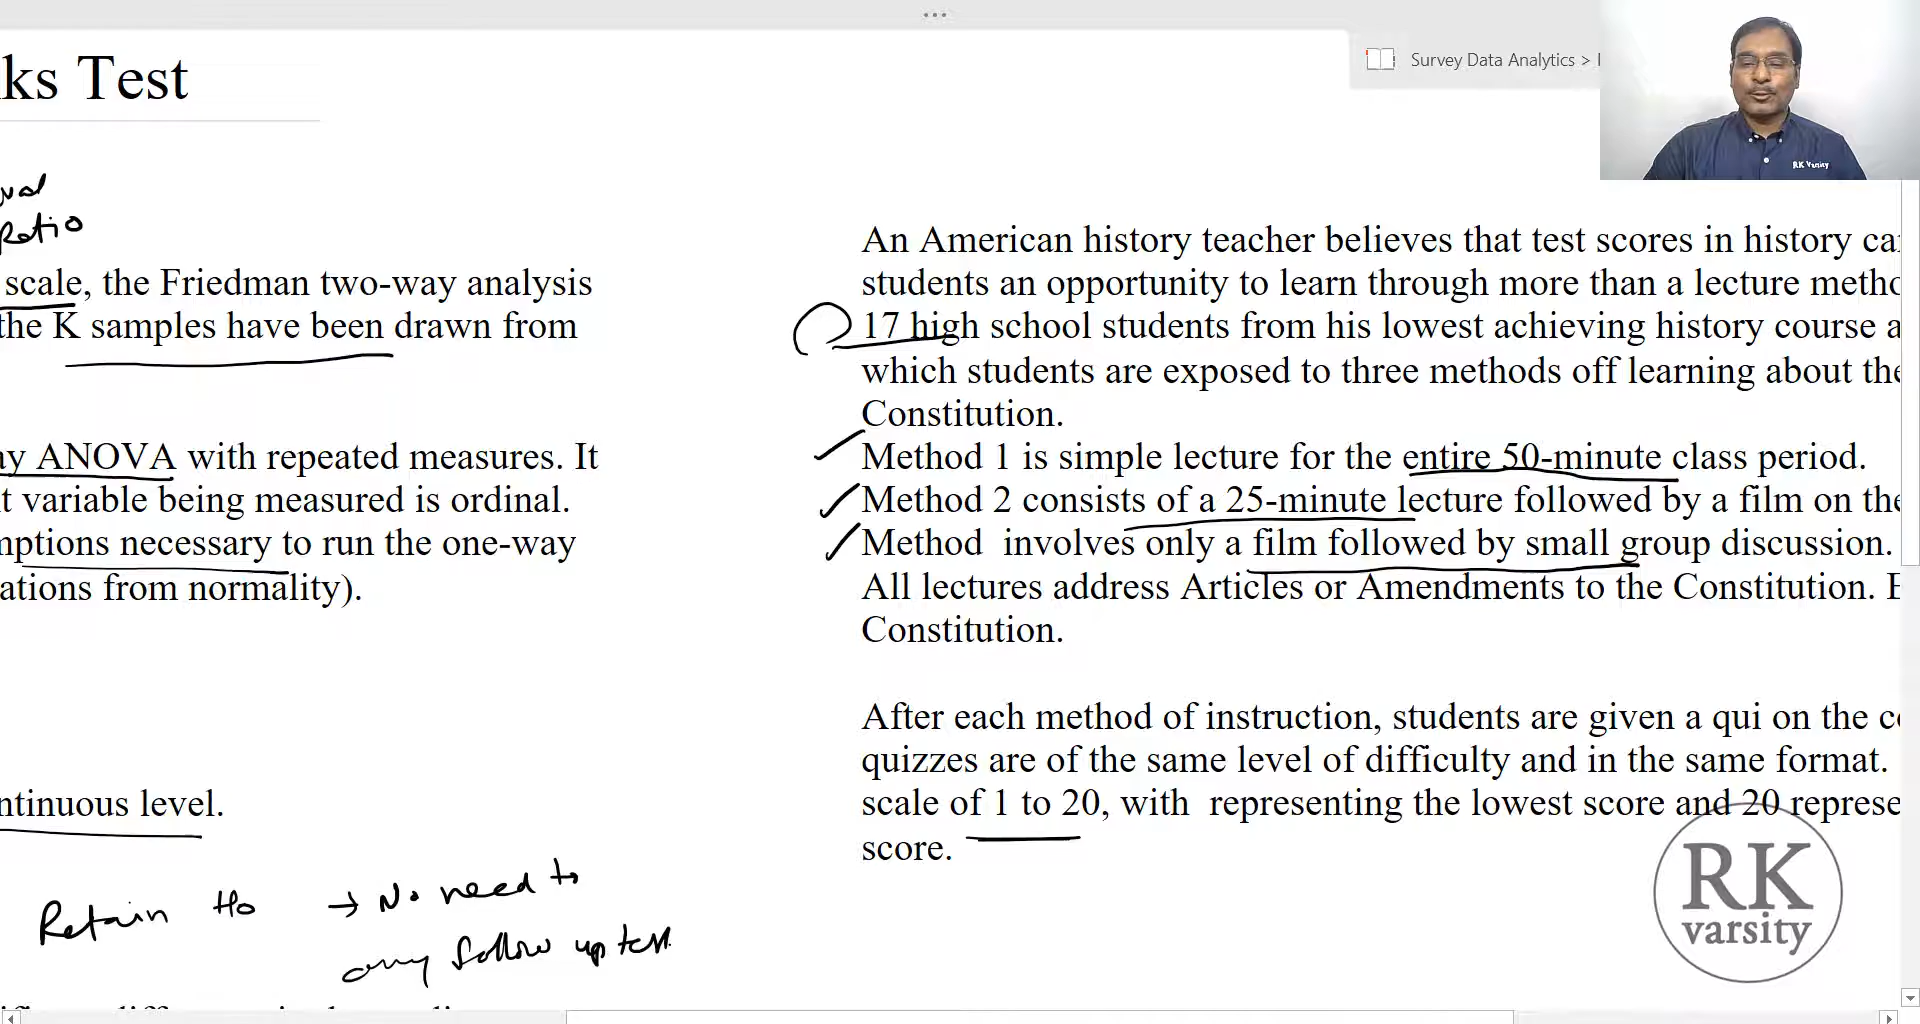 ks Test
Survey Data Analytics >
RK Varsity
Ratio
scale, the Friedman two-way analysis
the K samples have been drawn from
ANOVA with repeated measures. It
variable being measured is ordinal.
necessary to run the one-way
from normality).
level.
Retain Ho → No need to
any follow up test
An American history teacher believes that test scores in history
students an opportunity to learn through more than a lecture
17 high school students from his lowest achieving history course
which students are exposed to three methods off learning about the
Constitution.
Method 1 is simple lecture for the entire 50-minute class period.
Method 2 consists of a 25-minute lecture followed by a film on the
Method involves only a film followed by small group discussion.
All lectures address Articles or Amendments to the Constitution.
Constitution.
After each method of instruction, students are given a qui on the
quizzes are of the same level of difficulty and in the same format.
scale of 1 to 20, with representing the lowest score and 20
score.
RK
varsity